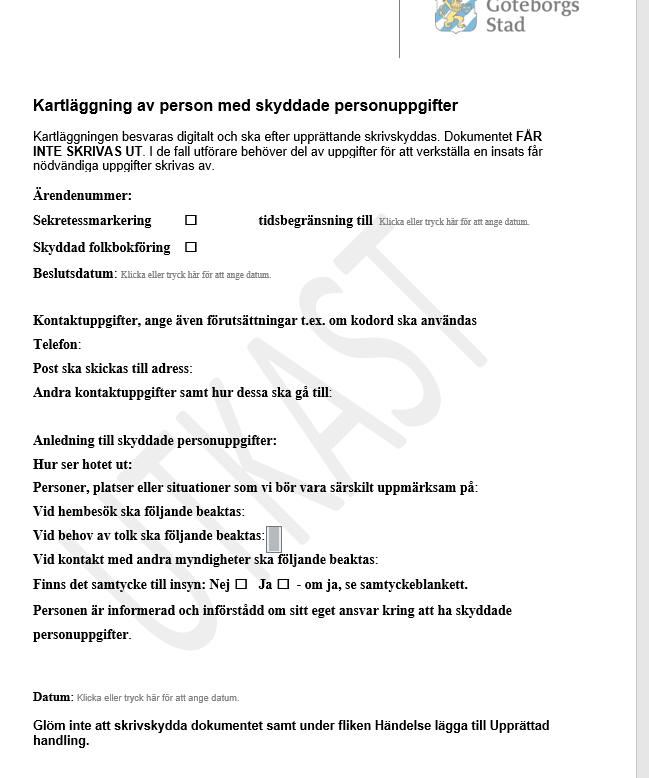 Göteborgs
Stad
Kartläggning av person med skyddade personuppgifter
Kartläggningen besvaras digitalt och ska efter upprättande skrivskyddas. Dokumentet FÅR
INTE SKRIVAS UT. I de fall utförare behöver del av uppgifter för att verkställa en insats får
nödvändiga uppgifter skrivas av.
Ärendenummer:
Sekretessmarkering ☐ tidsbegränsning till Klicka eller tryck här för att ange datum.
Skyddad folkbokföring ☐
Beslutsdatum: Klicka eller tryck här för att ange datum.
Kontaktuppgifter, ange även förutsättningar t.ex. om kodord ska användas
Telefon:
Post ska skickas till adress:
Andra kontaktuppgifter samt hur dessa ska gå till:
UTKAST
Anledning till skyddade personuppgifter:
Hur ser hotet ut:
Personer, platser eller situationer som vi bör vara särskilt uppmärksam på:
Vid hembesök ska följande beaktas:
Vid behov av tolk ska följande beaktas:
Vid kontakt med andra myndigheter ska följande beaktas:
Finns det samtycke till insyn: Nej ☐ Ja ☐ - om ja, se samtyckeblankett.
Personen är informerad och införstådd om sitt eget ansvar kring att ha skyddade
personuppgifter.
Datum: Klicka eller tryck här för att ange datum.
Glöm inte att skrivskydda dokumentet samt under fliken Händelse lägga till Upprättad
handling.